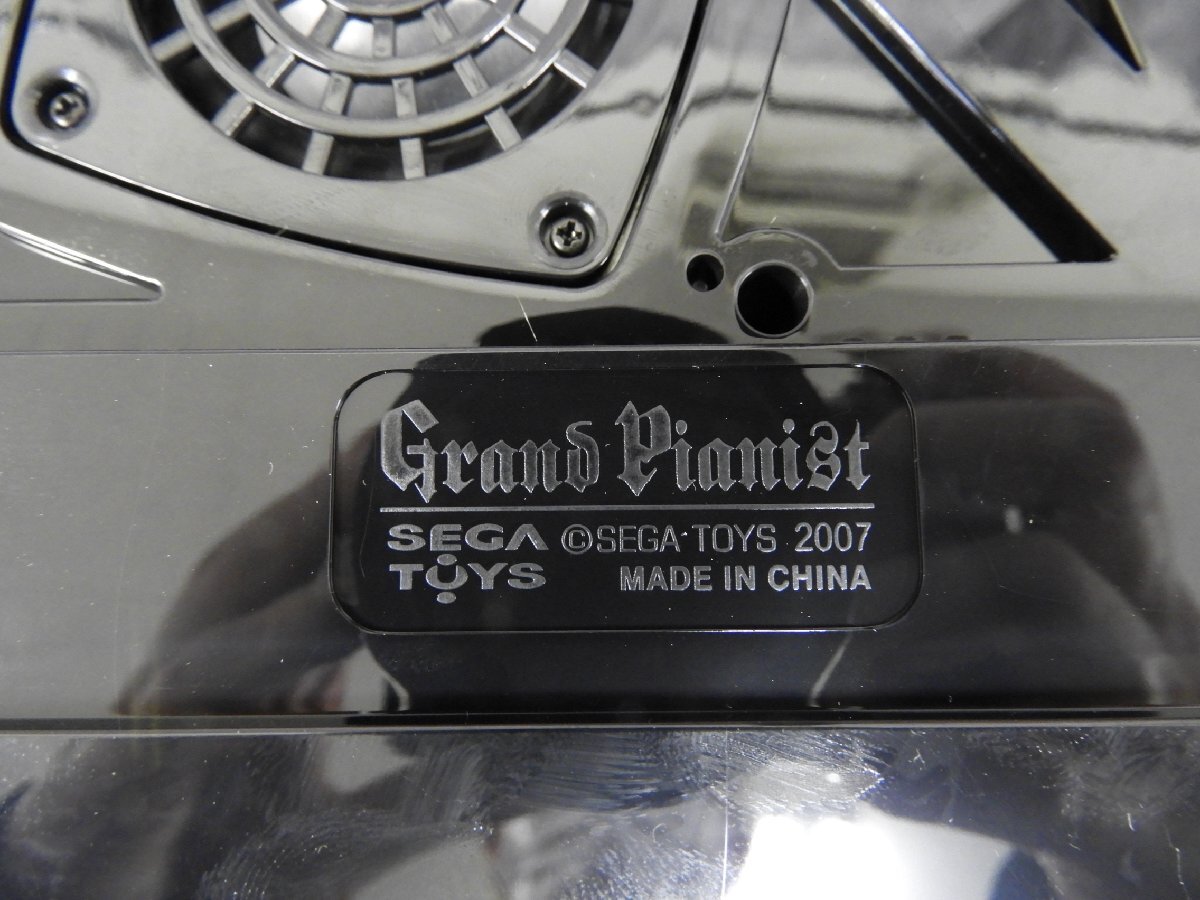 Grand Pianist
SEGA TOYS
©SEGA TOYS 2007
MADE IN CHINA